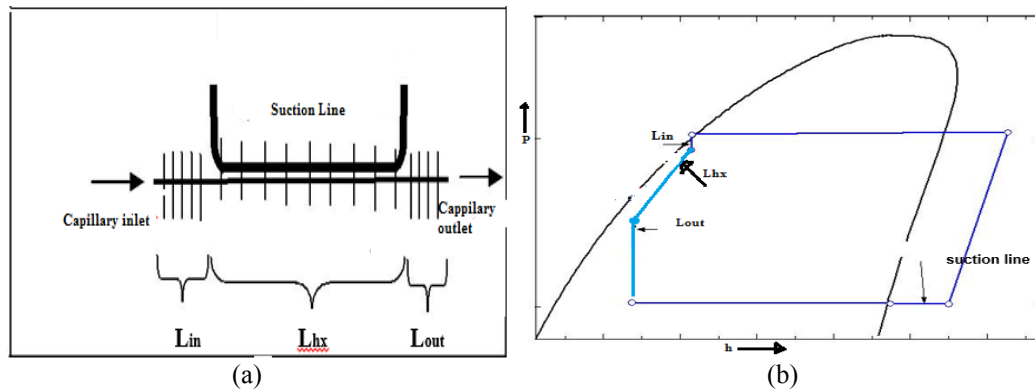 Suction Line
Capillary inlet
Cappilary
outlet
Lin
Lhx
Lout
(a)
p
Lin
Lhx
Lout
suction line
h
(b)